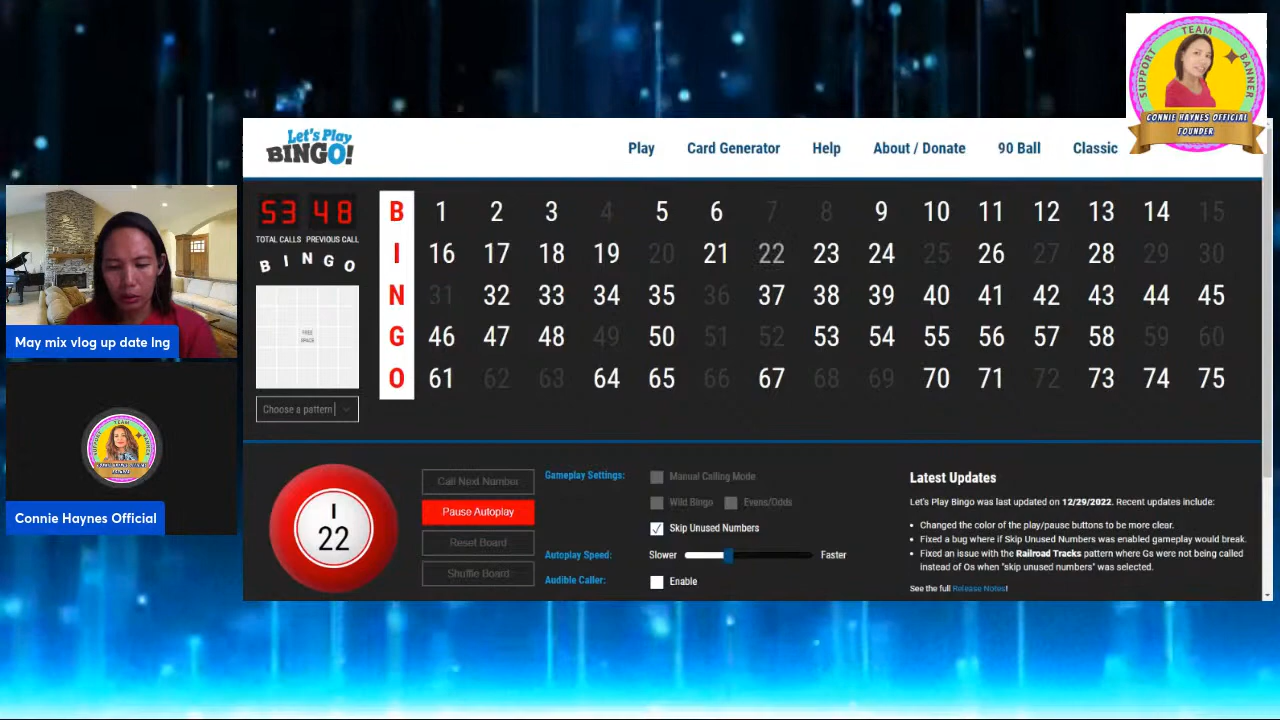 SUPPORT TEAM BANNER
CONNIE HAYNES OFFICIAL
FOUNDER
Let's Play
BINGO!
Play Card Generator Help About / Donate 90 Ball Classic
53 48
TOTAL CALLS PREVIOUS CALL
B I N G O
FREE
SPACE
Choose a pattern
B 1 2 3 4 5 6 7 8 9 10 11 12 13 14 15
I 16 17 18 19 20 21 22 23 24 25 26 27 28 29 30
N 31 32 33 34 35 36 37 38 39 40 41 42 43 44 45
G 46 47 48 49 50 51 52 53 54 55 56 57 58 59 60
O 61 62 63 64 65 66 67 68 69 70 71 72 73 74 75
May mix vlog up date lng
SUPPORT TEAM BANNER
Connie Haynes Official
I
22
Call Next Number
Pause Autoplay
Reset Board
Shuffle Board
Gameplay Settings:
Manual Calling Mode
Wild Bingo Evens/Odds
Skip Unused Numbers
Autoplay Speed: Slower Faster
Audible Caller: Enable
Latest Updates
Let's Play Bingo was last updated on 12/29/2022. Recent updates include:
Changed the color of the play/pause buttons to be more clear.
Fixed a bug where if Skip Unused Numbers was enabled gameplay would break.
Fixed an issue with the Railroad Tracks pattern where Gs were not being called
instead of Os when "skip unused numbers" was selected.
See the full Release Notes!